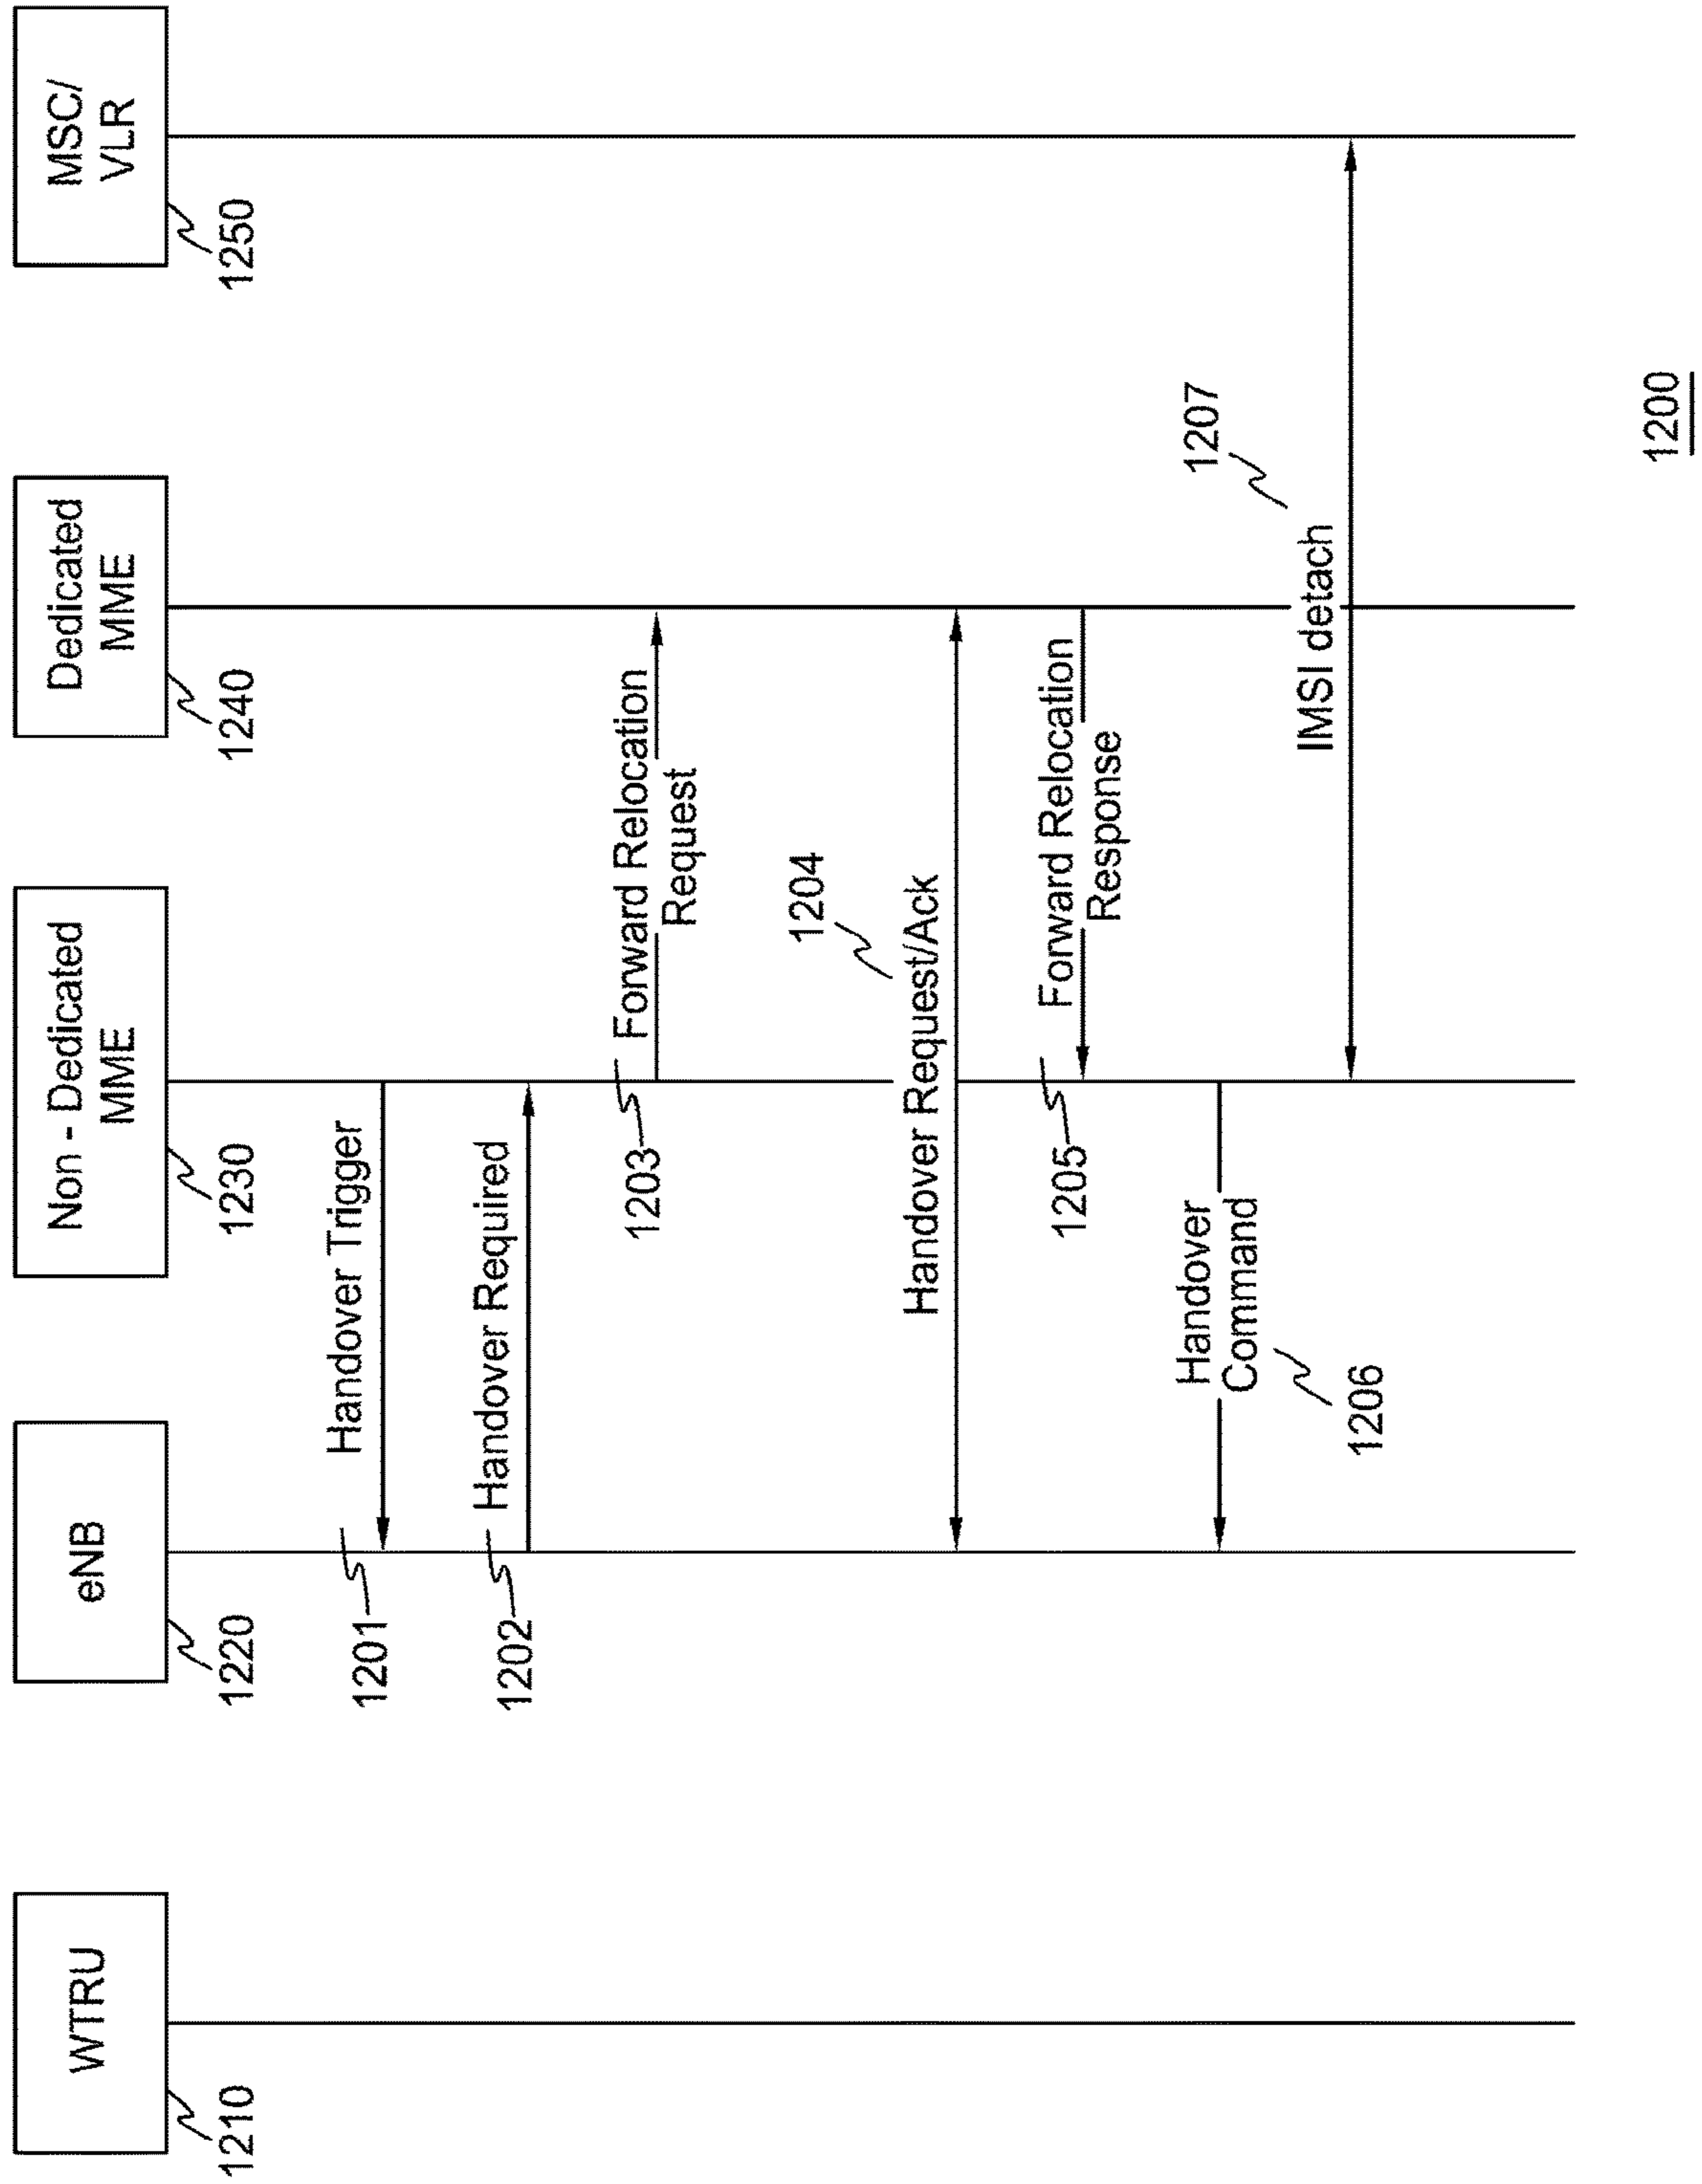 WTRU
1210
eNB
1220
Non - Dedicated
MME
1230
Dedicated
MME
1240
MSC/
VLR
1250
1201
Handover Trigger
1202
Handover Required
1203
Forward Relocation
Request
1204
Handover Request/Ack
1205
Forward Relocation
Response
Handover
Command
1206
1207
IMSI detach
1200